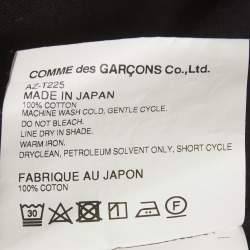 COMME des GARÇONS Co.,Ltd.
AZ-T225
MADE IN JAPAN
100% COTTON
MACHINE WASH COLD, GENTLE CYCLE.
DO NOT BLEACH.
LINE DRY IN SHADE.
WARM IRON.
DRYCLEAN, PETROLEUM SOLVENT ONLY, SHORT CYCLE
FABRIQUE AU JAPON
100% COTON
30 F